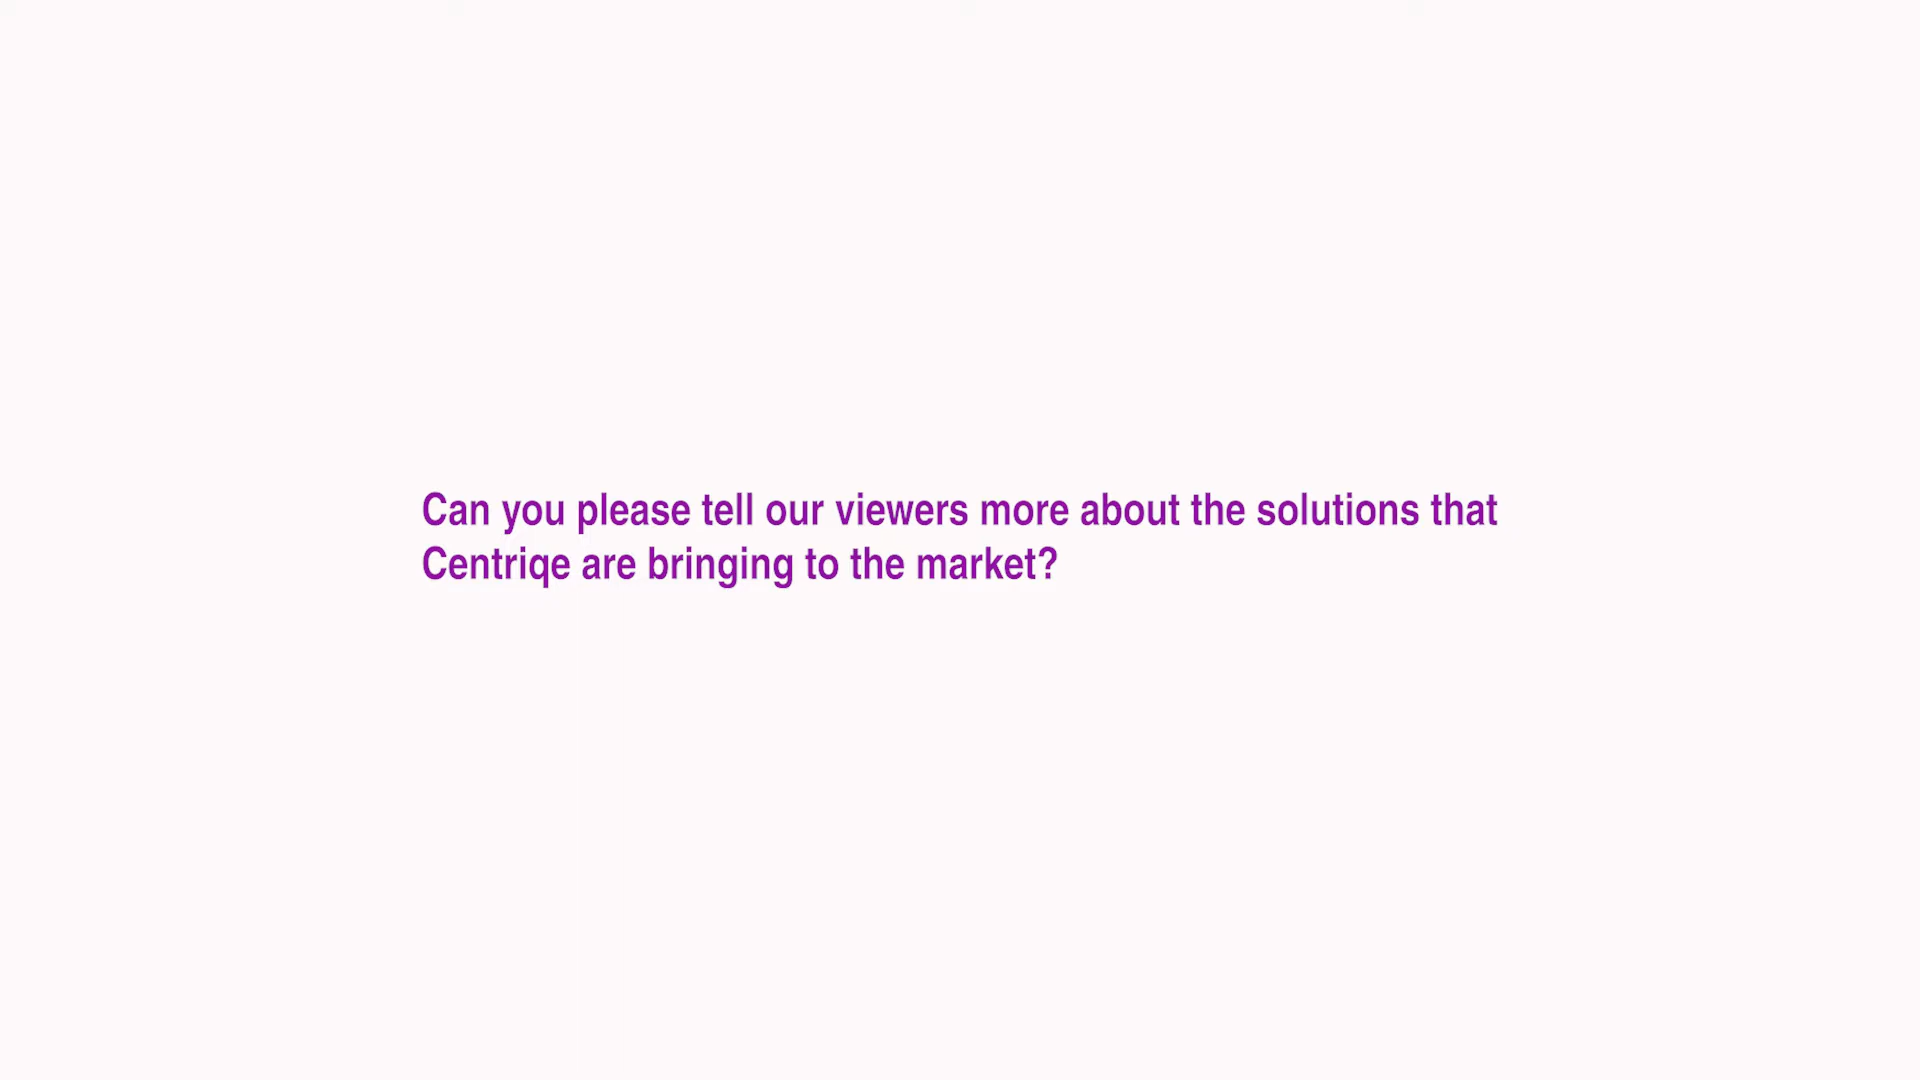 Can you please tell our viewers more about the solutions that
Centriqe are bringing to the market?